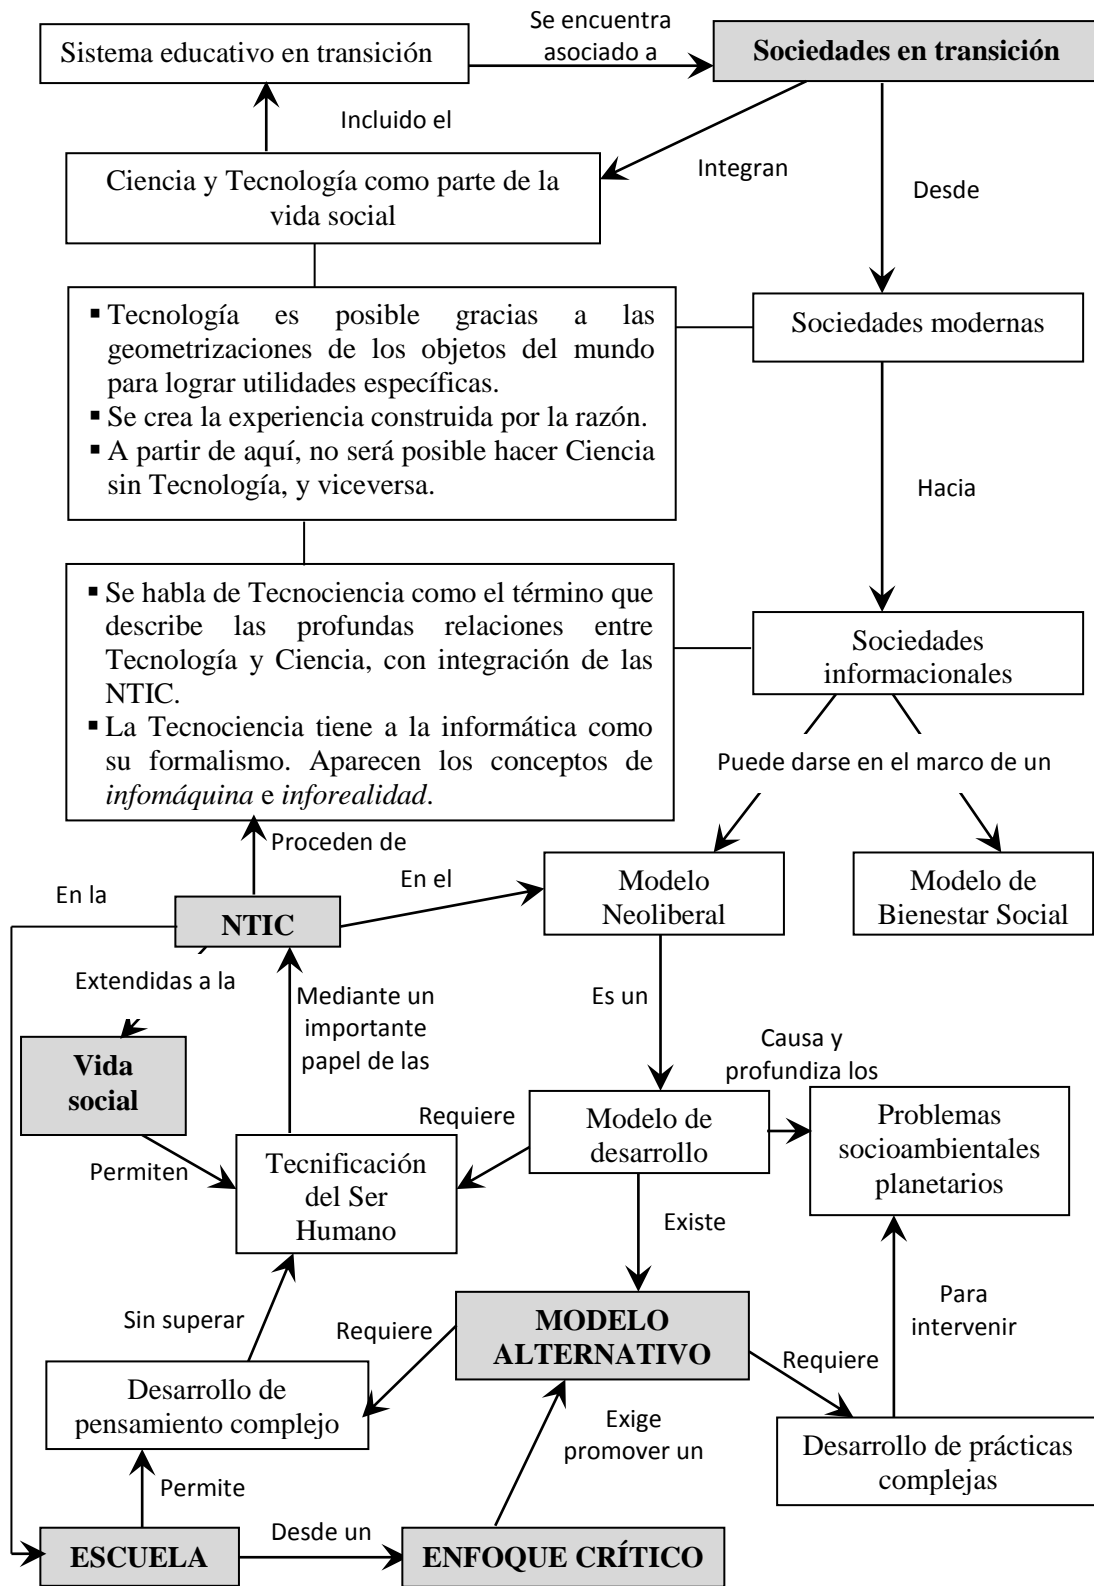 Se encuentra
asociado a
Sistema educativo en transición
Sociedades en transición
Incluido el
Integran
Desde
Ciencia y Tecnología como parte de la
vida social
▪ Tecnología es posible gracias a las
geometrizaciones de los objetos del mundo
para lograr utilidades específicas.
▪ Se crea la experiencia construida por la razón.
▪ A partir de aquí, no será posible hacer Ciencia
sin Tecnología, y viceversa.
Sociedades modernas
Hacia
▪ Se habla de Tecnociencia como el término que
describe las profundas relaciones entre
Tecnología y Ciencia, con integración de las
NTIC.
▪ La Tecnociencia tiene a la informática como
su formalismo. Aparecen los conceptos de
infomáquina e inforealidad.
Sociedades
informacionales
Puede darse en el marco de un
Proceden de
En la
En el
NTIC
Modelo
Neoliberal
Modelo de
Bienestar Social
Extendidas a la
Mediante un
importante
papel de las
Es un
Causa y
profundiza los
Vida
social
Permiten
Requiere
Tecnificación
del Ser
Humano
Modelo de
desarrollo
Problemas
socioambientales
planetarios
Existe
Sin superar
Requiere
MODELO
ALTERNATIVO
Requiere
Para
intervenir
Desarrollo de
pensamiento complejo
Exige
promover un
Desarrollo de prácticas
complejas
Permite
Desde un
ESCUELA
ENFOQUE CRÍTICO